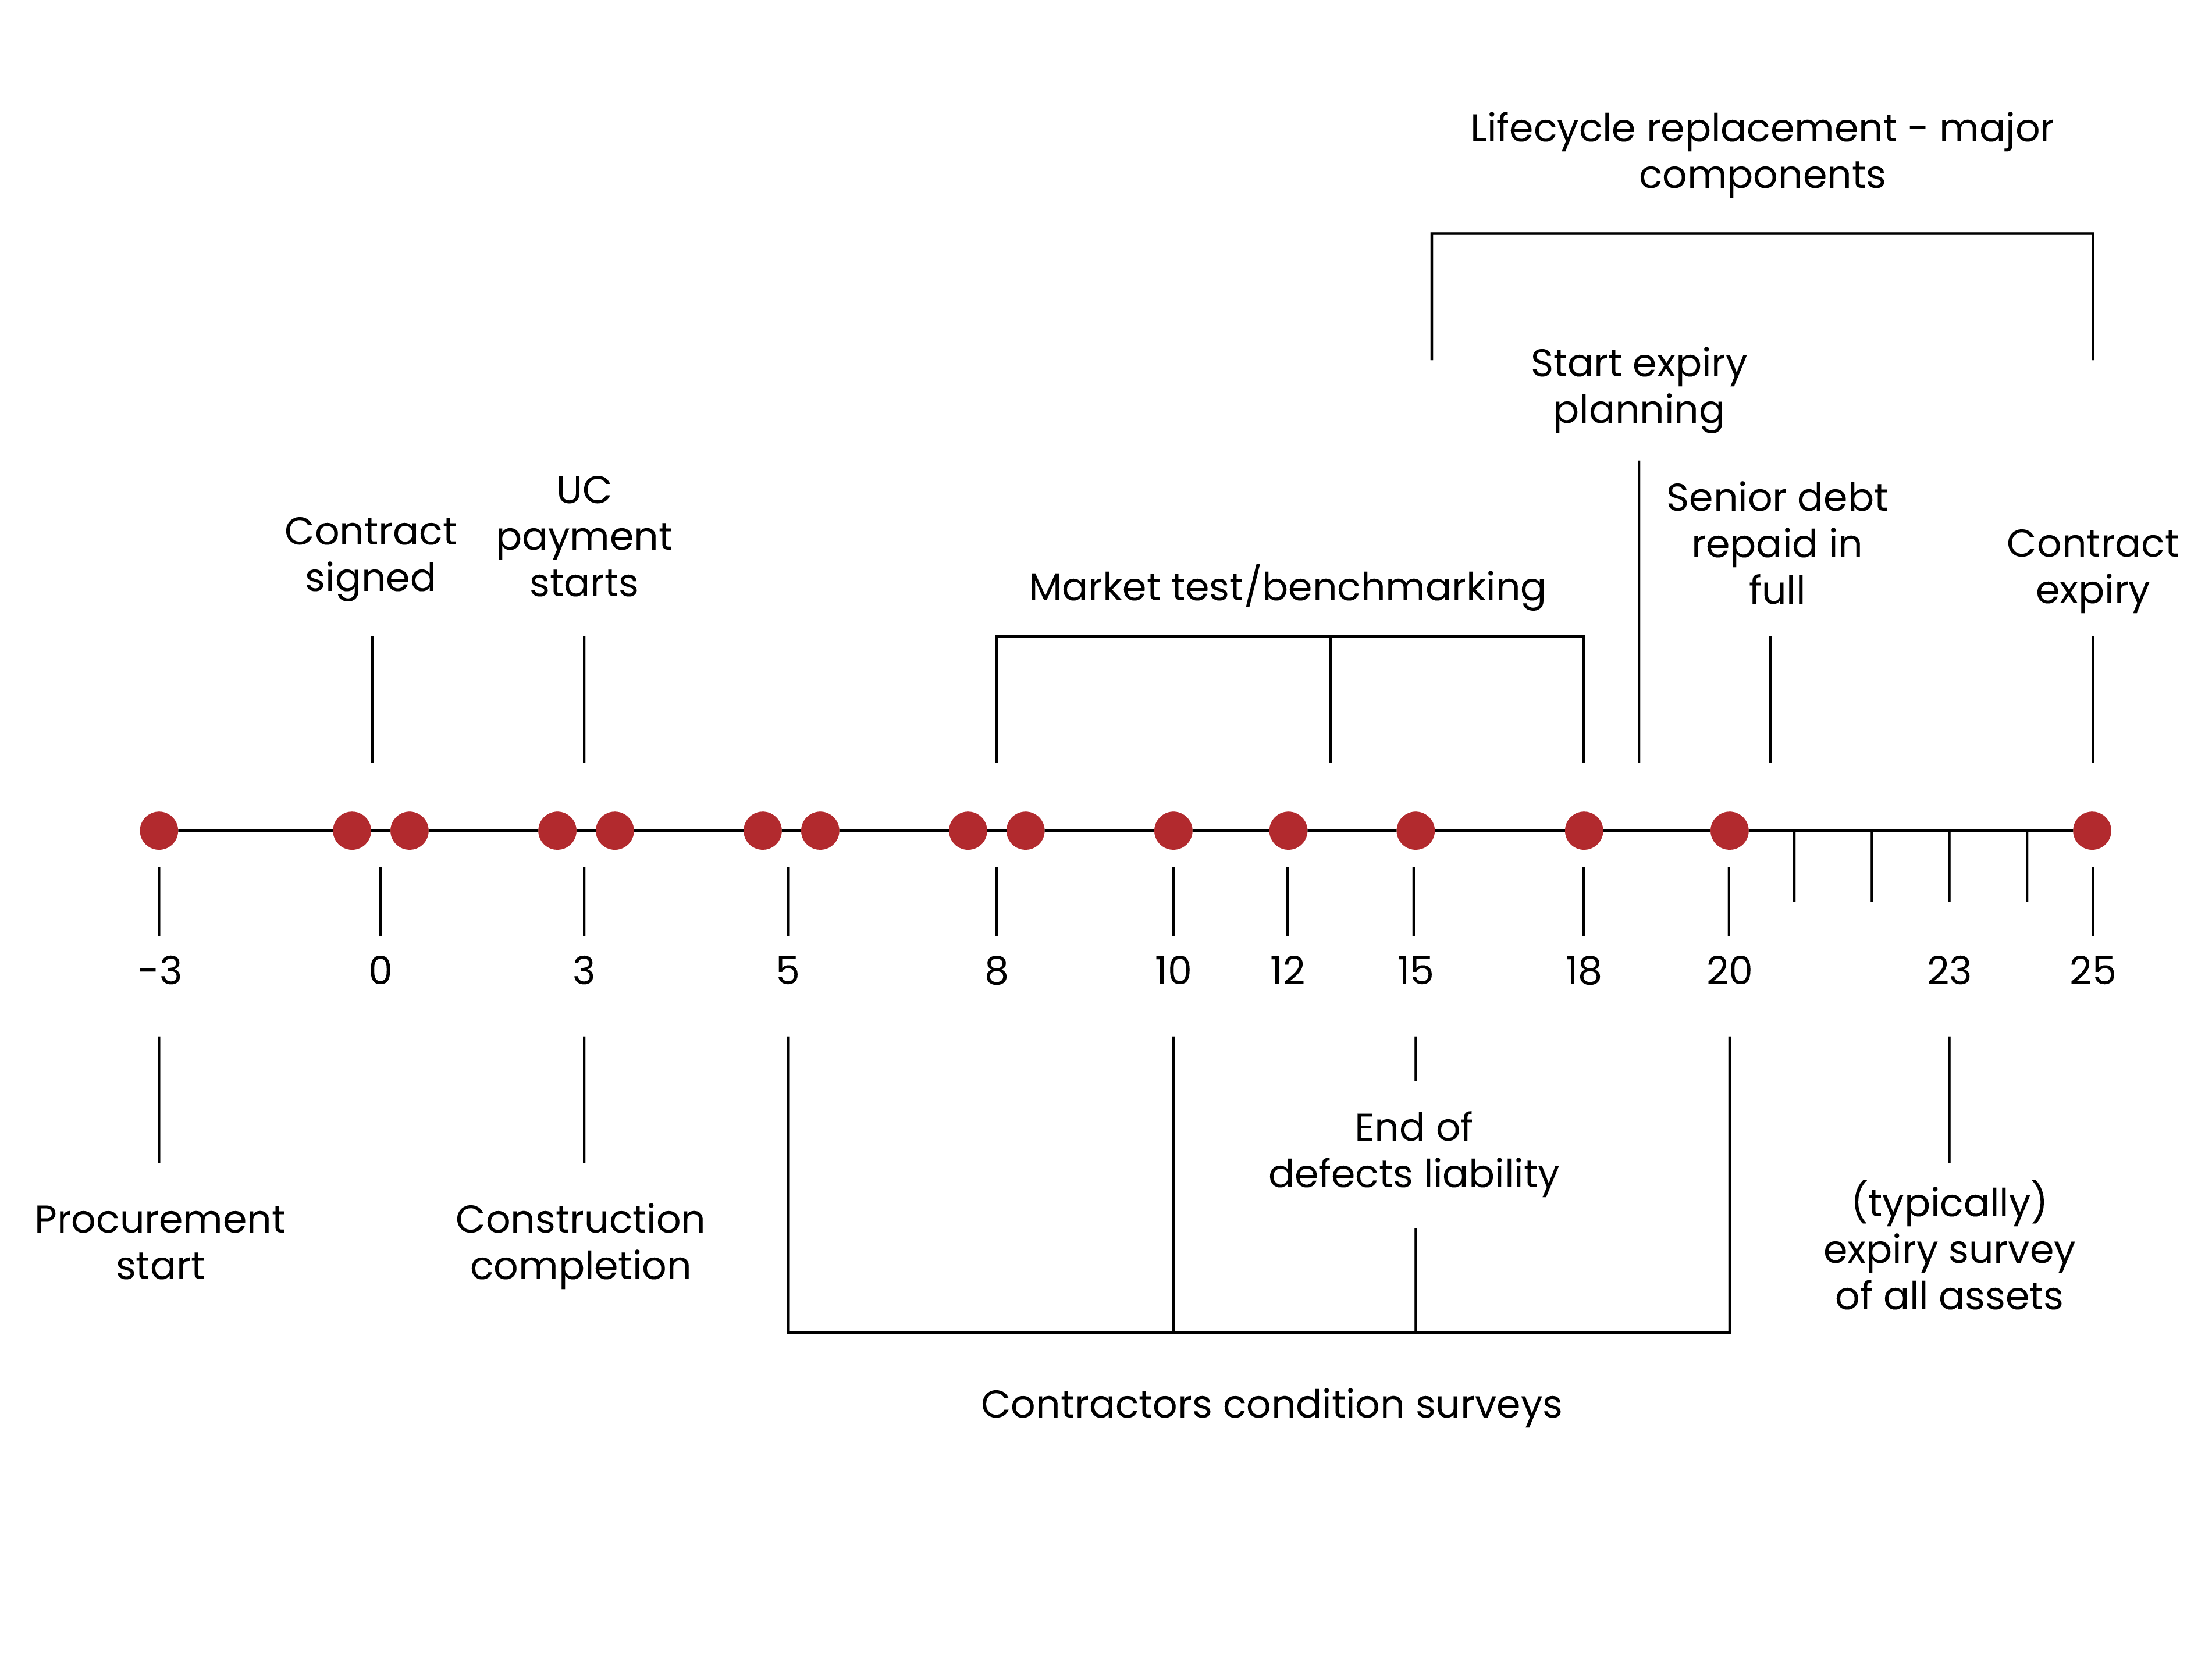 Lifecycle replacement - major
components
Start expiry
planning
Senior debt
repaid in
full
Contract
expiry
Contract
signed
UC
payment
starts
Market test/benchmarking
-3 0 3 5 8 10 12 15 18 20 23 25
Procurement
start
Construction
completion
End of
defects liability
(typically)
expiry survey
of all assets
Contractors condition surveys